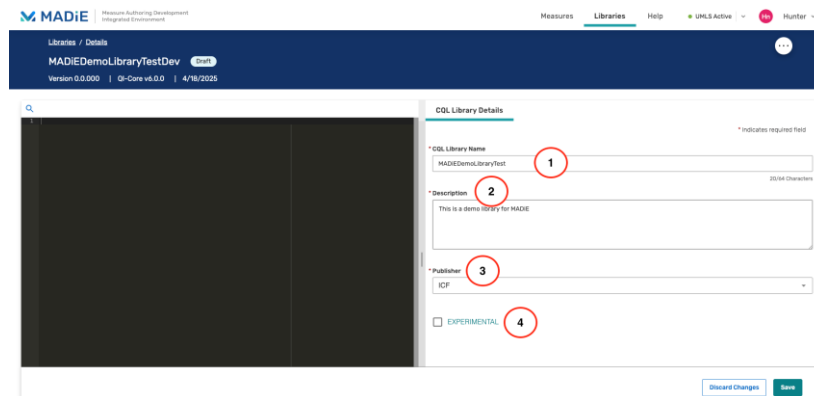 MADiE Measure Authoring Development
Integrated Environment
Measures Libraries Help UMLS Active Hn Hunter
Libraries / Details
MADiEDemoLibraryTestDev Draft
Version 0.0.000 | QI-Core v6.0.0 | 4/18/2025
CQL Library Details
1
* Indicates required field
* CQL Library Name
MADiEDemoLibraryTest 1
20/64 Characters
* Description 2
This is a demo library for MADiE
* Publisher 3
ICF
EXPERIMENTAL 4
Discard Changes Save